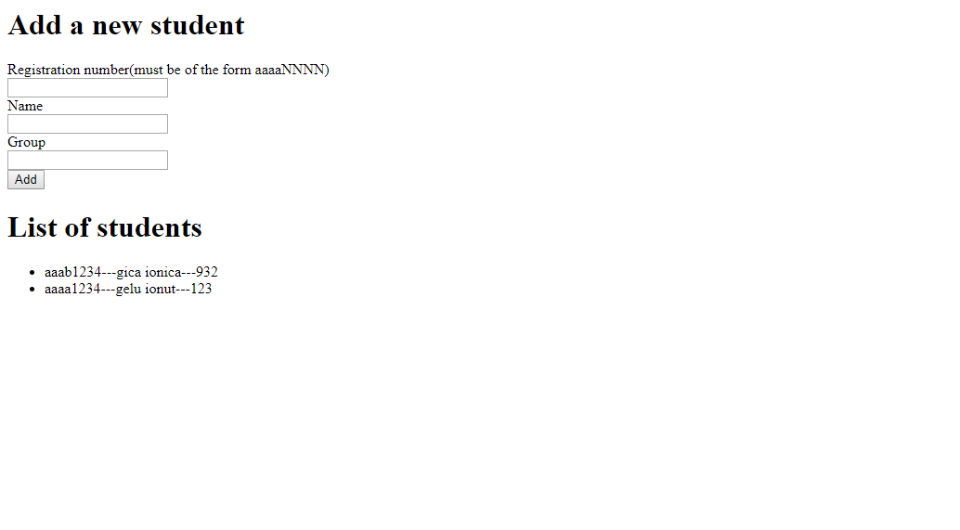 Add a new student
Registration number(must be of the form aaaaNNNN)
Name
Group
Add
List of students
aaab1234---gica ionica---932
aaaa1234---gelu ionut---123